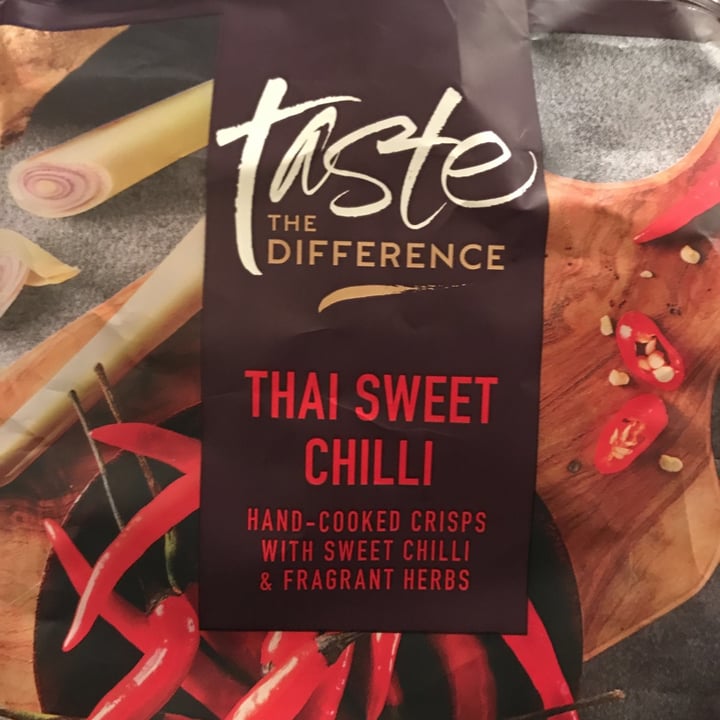 taste
THE
DIFFERENCE
THAI SWEET
CHILLI
HAND-COOKED CRISPS
WITH SWEET CHILLI
& FRAGRANT HERBS